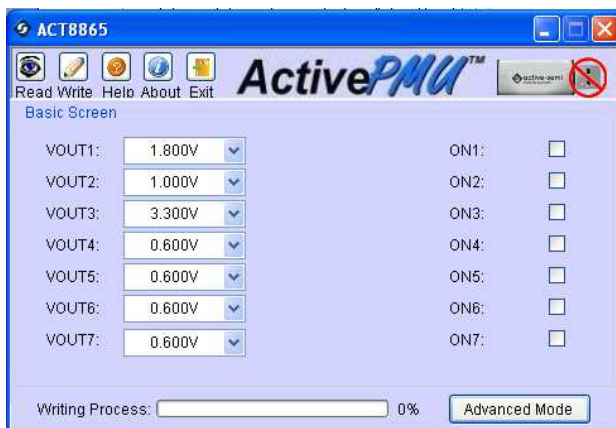 ACT8865
Read Write Help About Exit
ActivePMU™
active-semi
Basic Screen
VOUT1: 1.800V ON1:
VOUT2: 1.000V ON2:
VOUT3: 3.300V ON3:
VOUT4: 0.600V ON4:
VOUT5: 0.600V ON5:
VOUT6: 0.600V ON6:
VOUT7: 0.600V ON7:
Writing Process: 0% Advanced Mode